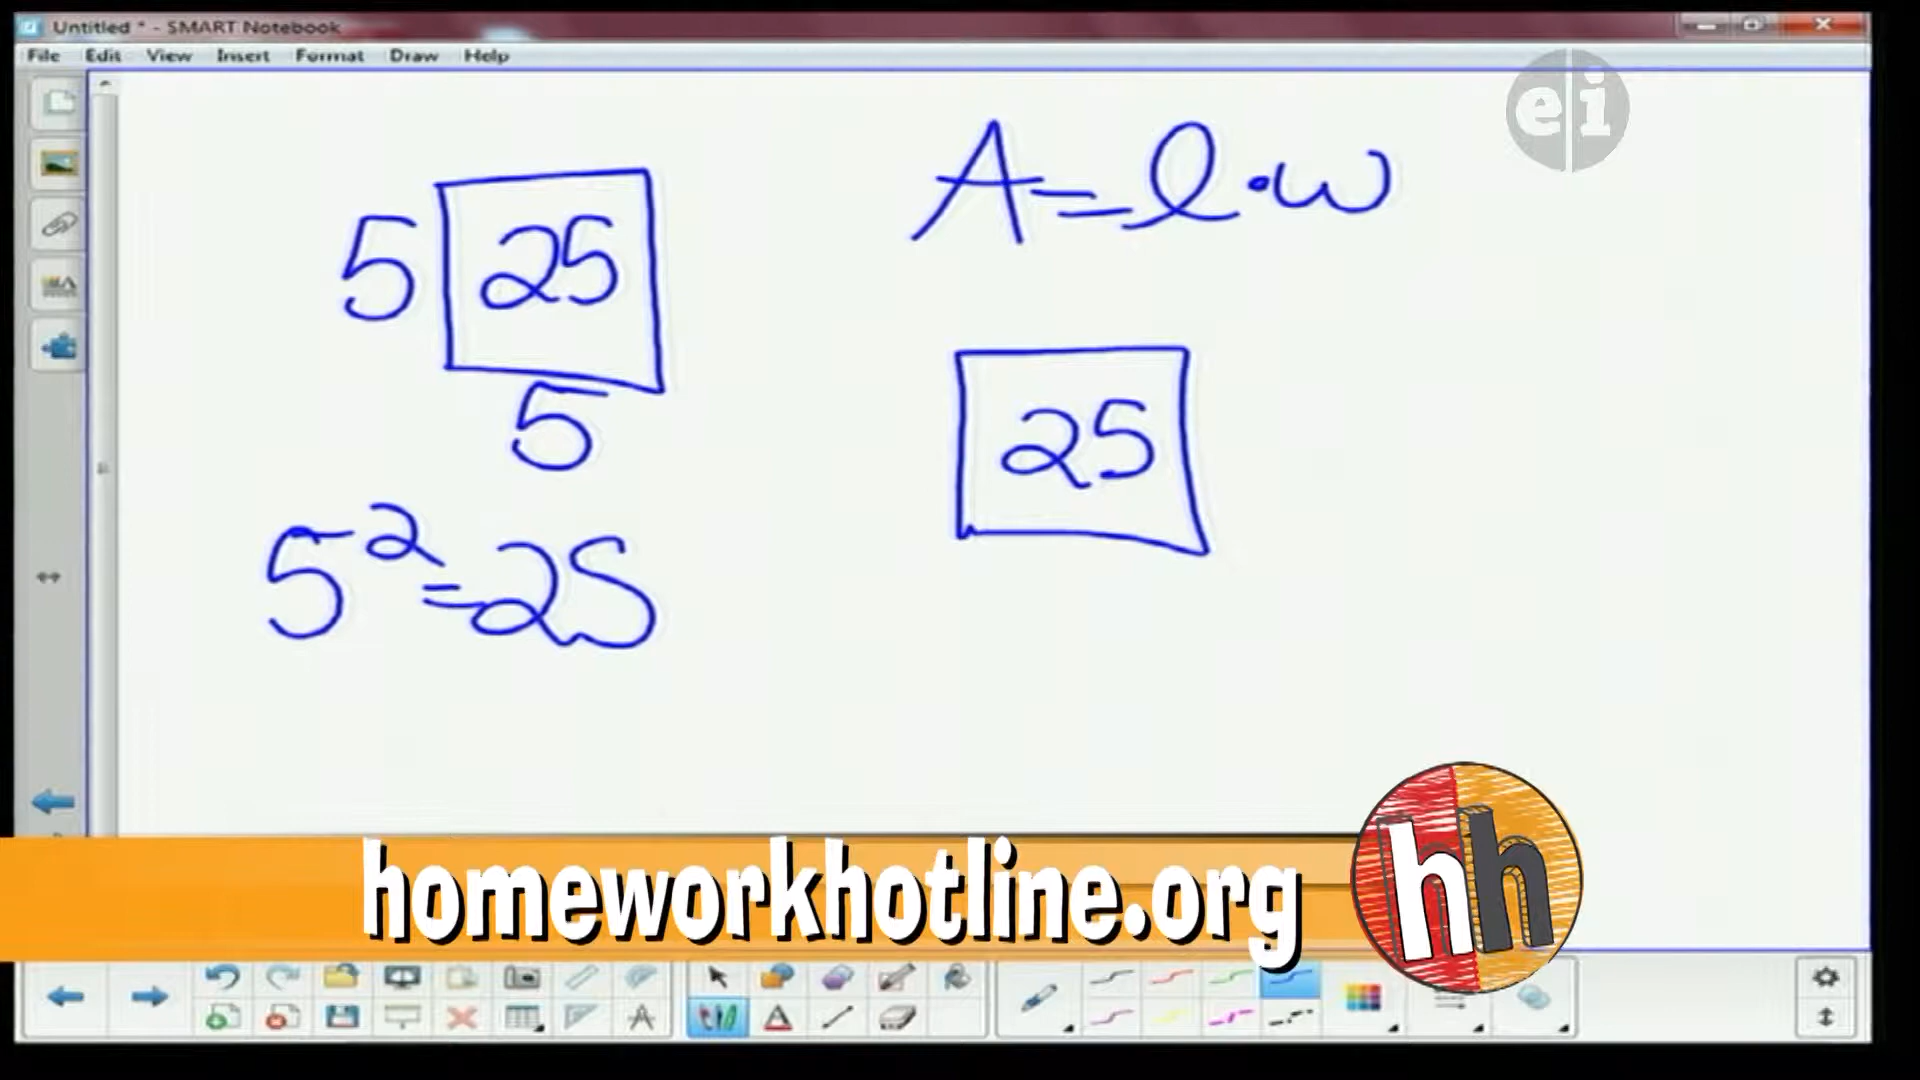 Untitled * - SMART Notebook
File Edit View Insert Format Draw Help
ei
A=l·w
5 25
5
25
5²=25
homeworkhotline.org
hh